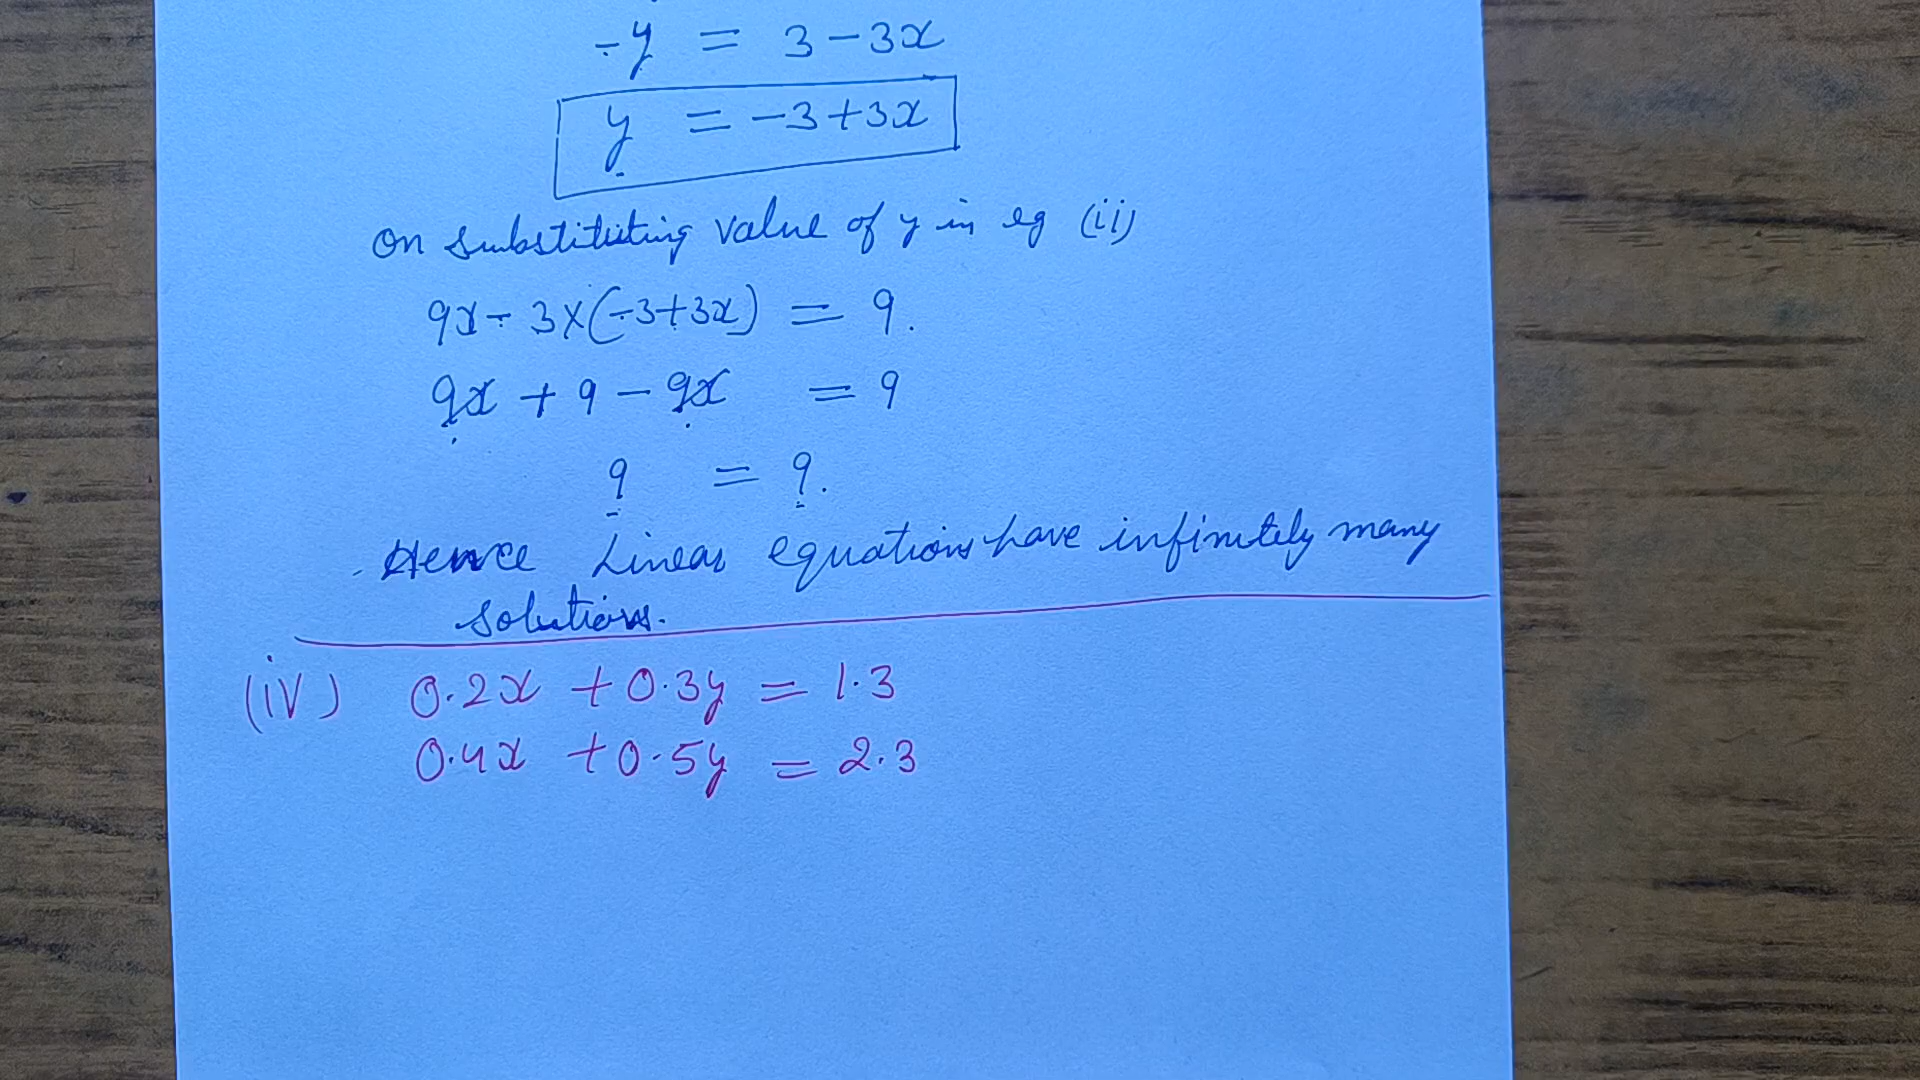 -y = 3-3x
y = -3+3x
On substituting value of y in eq (ii)
9x - 3×(-3+3x) = 9.
9x + 9 - 9x = 9
9 = 9.
Hence Linear equations have infinitely many
solutions.
(iv) 0.2x + 0.3y = 1.3
0.4x + 0.5y = 2.3